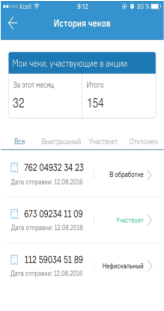 Kcell 9:12 80 %
История чеков
Мои чеки, участвующие в акции
За этот месяц Итого
32 154
Все Выигрышный Участвует Отклонен
762 04932 34 23
Дата отправки: 12.08.2016
В обработке
673 09234 11 09
Дата отправки: 12.08.2016
Участвует
112 59034 51 89
Дата отправки: 12.08.2016
Нефискальный